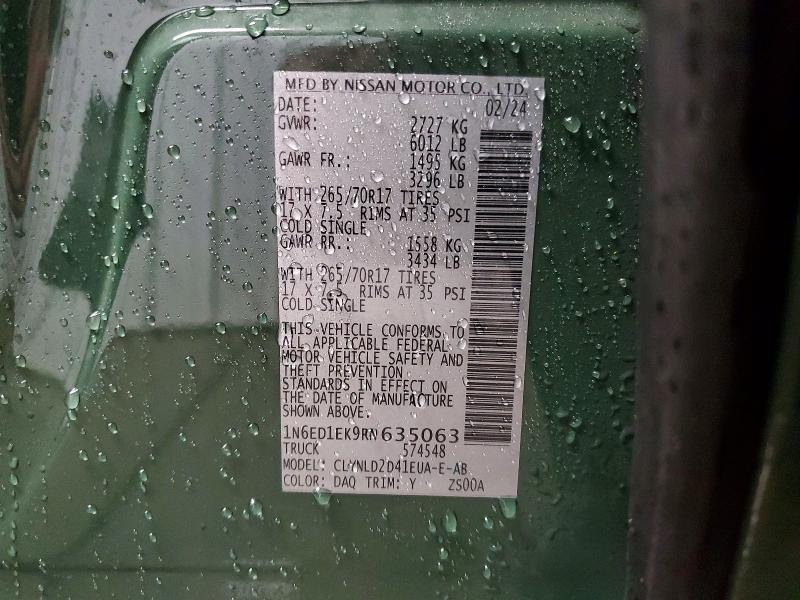 MFD BY NISSAN MOTOR CO., LTD.
DATE: 02/24
GVWR: 2727 KG
6012 LB
GAWR FR.: 1495 KG
3296 LB
WITH 265/70R17 TIRES
17 X 7.5 RIMS AT 35 PSI
COLD SINGLE
GAWR RR.: 1558 KG
3434 LB
WITH 265/70R17 TIRES
17 X 7.5 RIMS AT 35 PSI
COLD SINGLE
THIS VEHICLE CONFORMS TO
ALL APPLICABLE FEDERAL
MOTOR VEHICLE SAFETY AND
THEFT PREVENTION
STANDARDS IN EFFECT ON
THE DATE OF MANUFACTURE
SHOWN ABOVE.
1N6ED1EK9RN635063
TRUCK 574548
MODEL: CLYNLD2D41EUA-E-AB
COLOR: DAQ TRIM: Y ZS00A